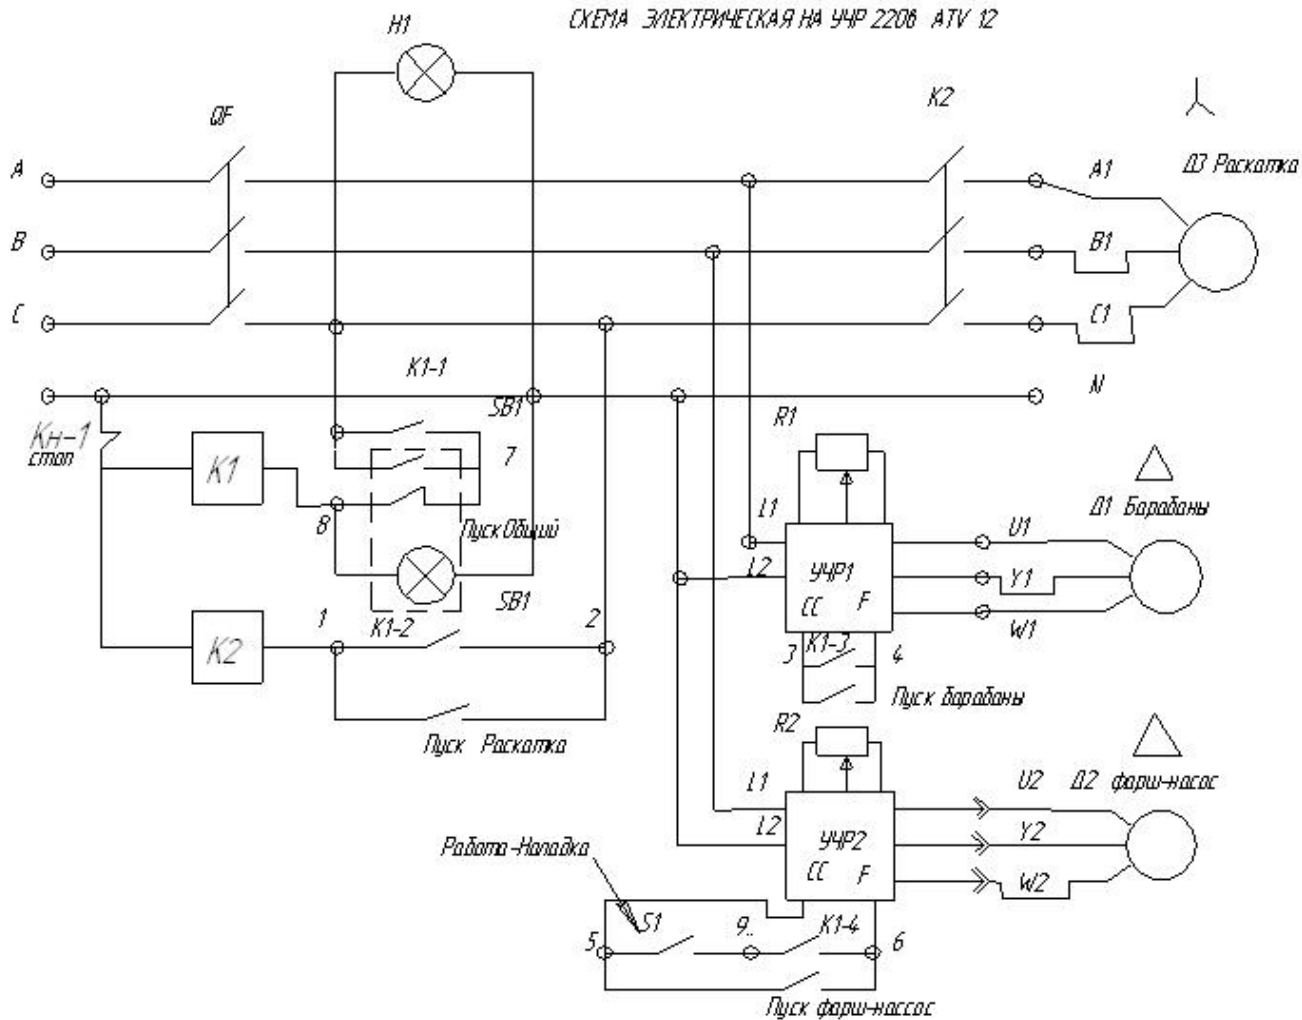 СХЕМА ЭЛЕКТРИЧЕСКАЯ НА УЧР 220в ATV 12
H1
QF
K2
A
A1
Д3 Раскатка
B
B1
C
C1
K1-1
N
SB1
R1
Кн-1
стоп
K1
7
8
Пуск Общий
L1
U1
Д1 Барабаны
L2
УЧР1
Y1
SB1
CC F
W1
K2
1
K1-2
2
3
K1-3
4
Пуск Барабаны
Пуск Раскатка
R2
L1
U2
Д2 фарш-насос
L2
УЧР2
Y2
Работа-Наладка
CC F
W2
S1
9..
K1-4
5
6
Пуск фарш-нассос